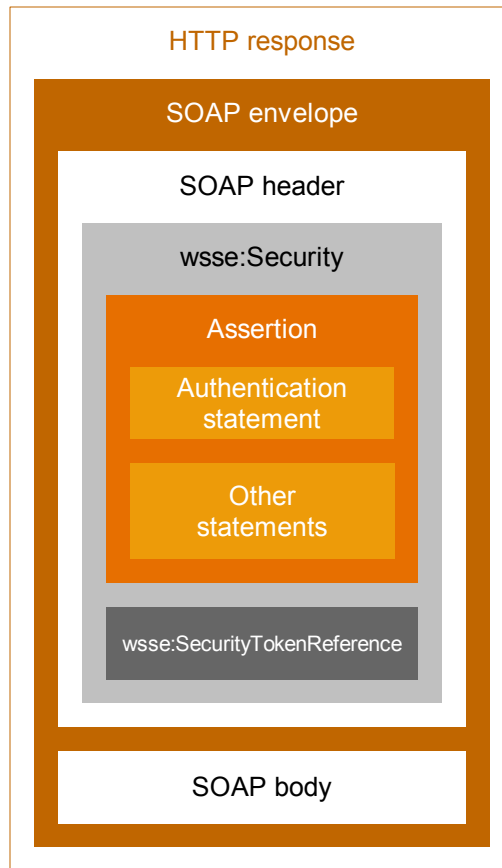 HTTP response
SOAP envelope
SOAP header
wsse:Security
Assertion
Authentication
statement
Other
statements
wsse:SecurityTokenReference
SOAP body